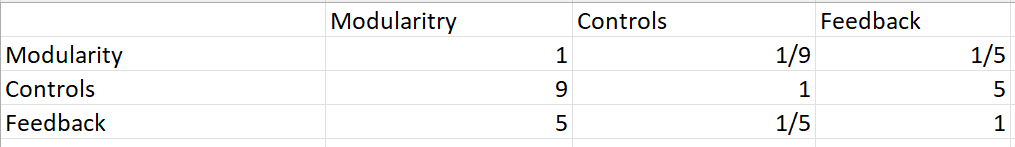 Modularitry Controls Feedback
Modularity 1 1/9 1/5
Controls 9 1 5
Feedback 5 1/5 1